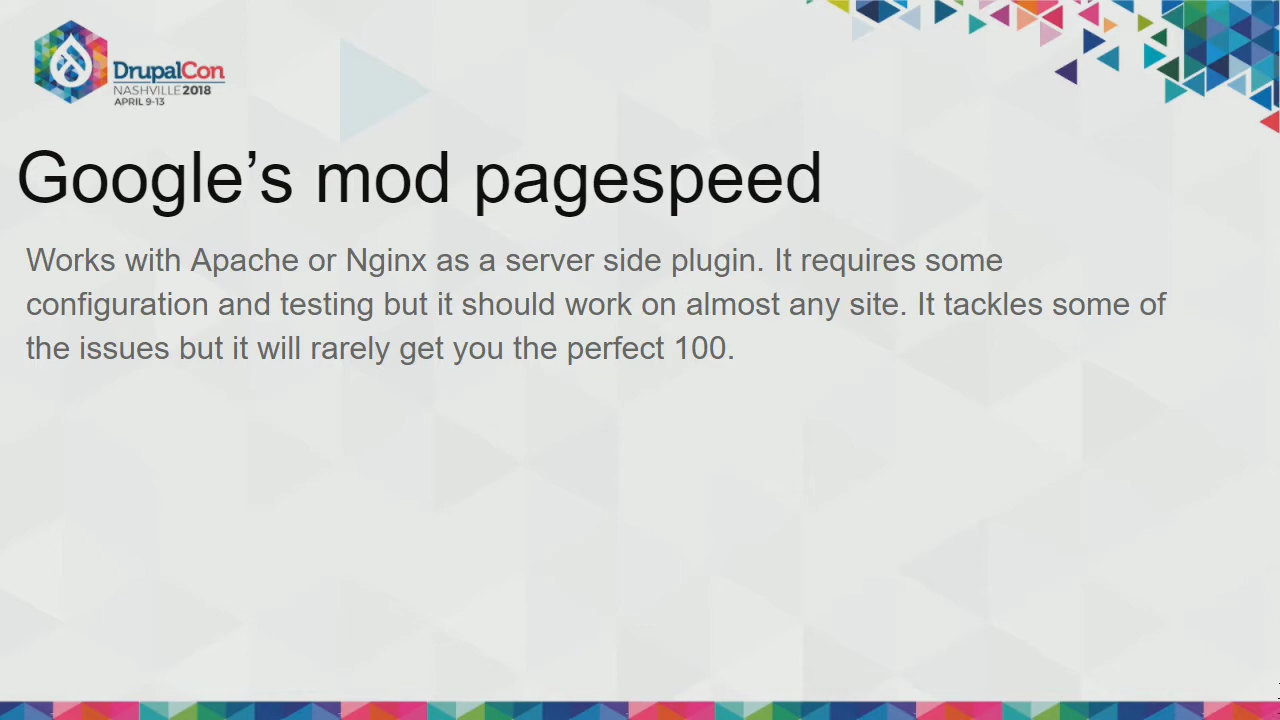 DrupalCon
NASHVILLE 2018
APRIL 9-13
Google’s mod pagespeed
Works with Apache or Nginx as a server side plugin. It requires some
configuration and testing but it should work on almost any site. It tackles some of
the issues but it will rarely get you the perfect 100.